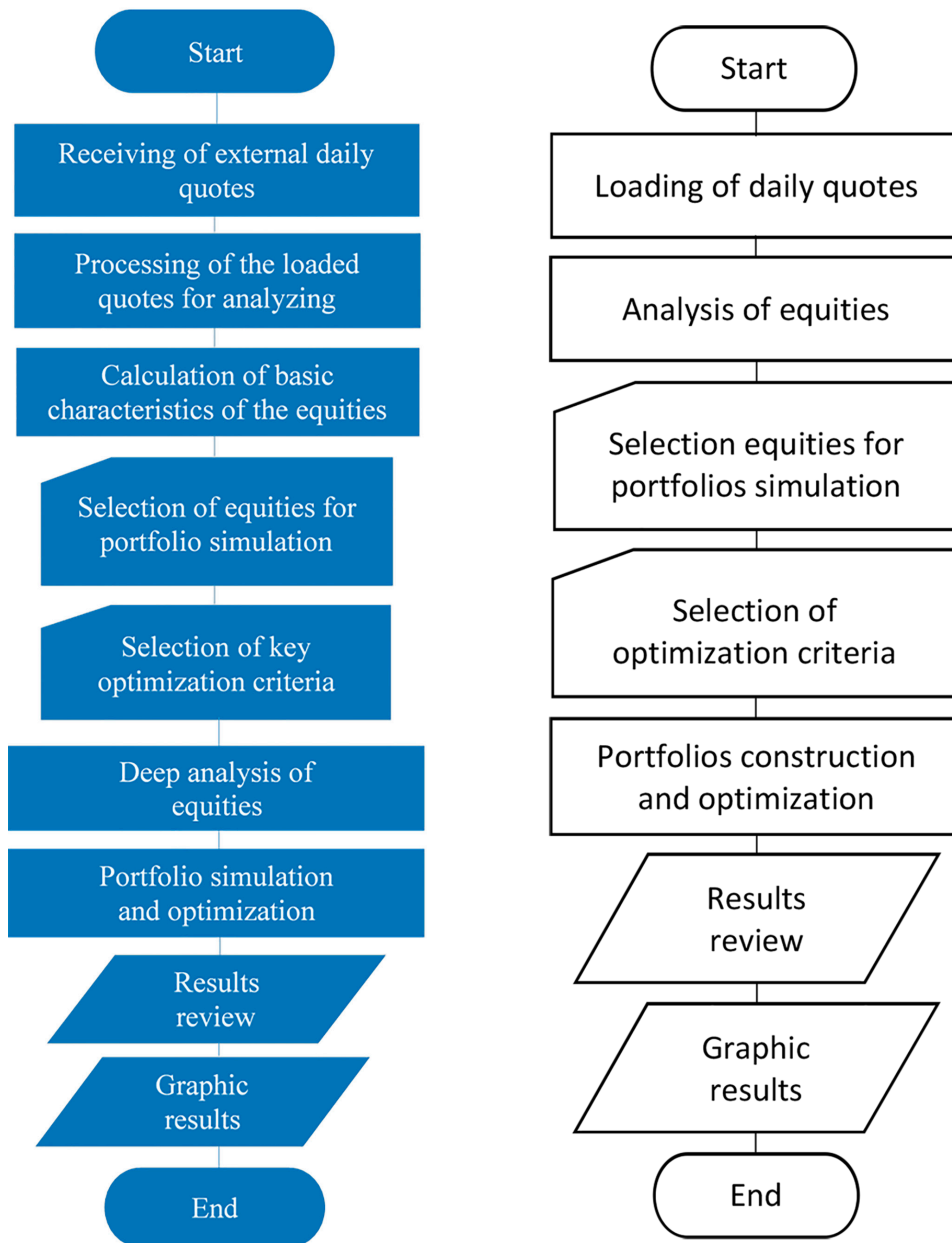 Start
Receiving of external daily
quotes
Processing of the loaded
quotes for analyzing
Calculation of basic
characteristics of the equities
Selection of equities for
portfolio simulation
Selection of key
optimization criteria
Deep analysis of
equities
Portfolio simulation
and optimization
Results
review
Graphic
results
End
Start
Loading of daily quotes
Analysis of equities
Selection equities for
portfolios simulation
Selection of
optimization criteria
Portfolios construction
and optimization
Results
review
Graphic
results
End